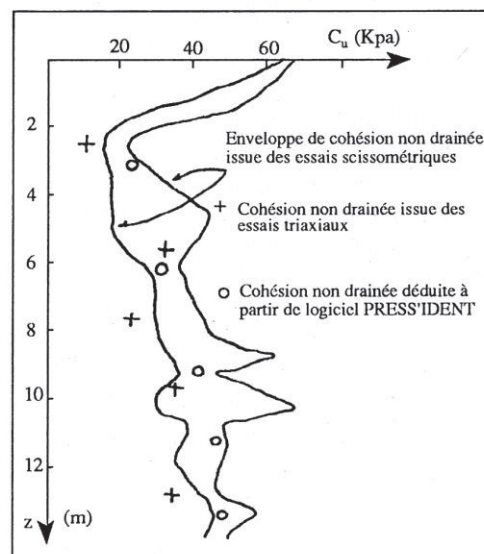 C_u (Kpa)
20 40 60
2
Enveloppe de cohésion non drainée
issue des essais scissométriques
4
+ Cohésion non drainée issue des
essais triaxiaux
6
o Cohésion non drainée déduite à
partir de logiciel PRESS'IDENT
8
10
12
z (m)